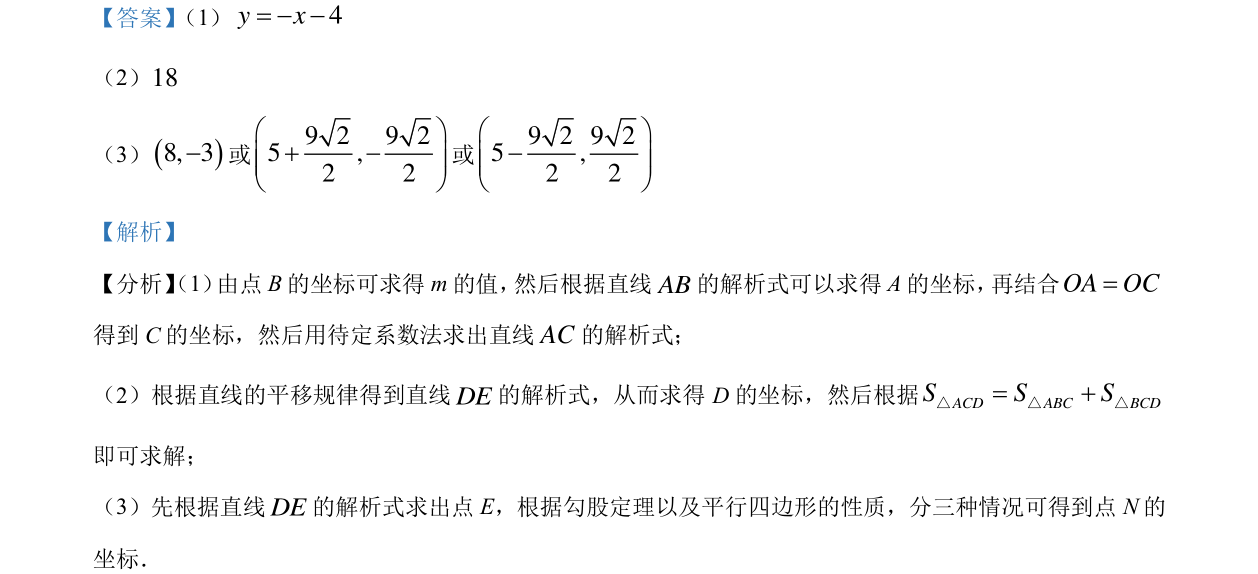 【答案】（1） y=−x−4
（2）18
（3）(8,−3)或(5+9√2/2,−9√2/2)或(5−9√2/2,9√2/2)
【解析】
【分析】（1）由点 B 的坐标可求得 m 的值，然后根据直线 AB 的解析式可以求得 A 的坐标，再结合 OA=OC
得到 C 的坐标，然后用待定系数法求出直线 AC 的解析式；
（2）根据直线的平移规律得到直线 DE 的解析式，从而求得 D 的坐标，然后根据 S△ACD = S△ABC + S△BCD
即可求解；
（3）先根据直线 DE 的解析式求出点 E，根据勾股定理以及平行四边形的性质，分三种情况可得到点 N 的
坐标．